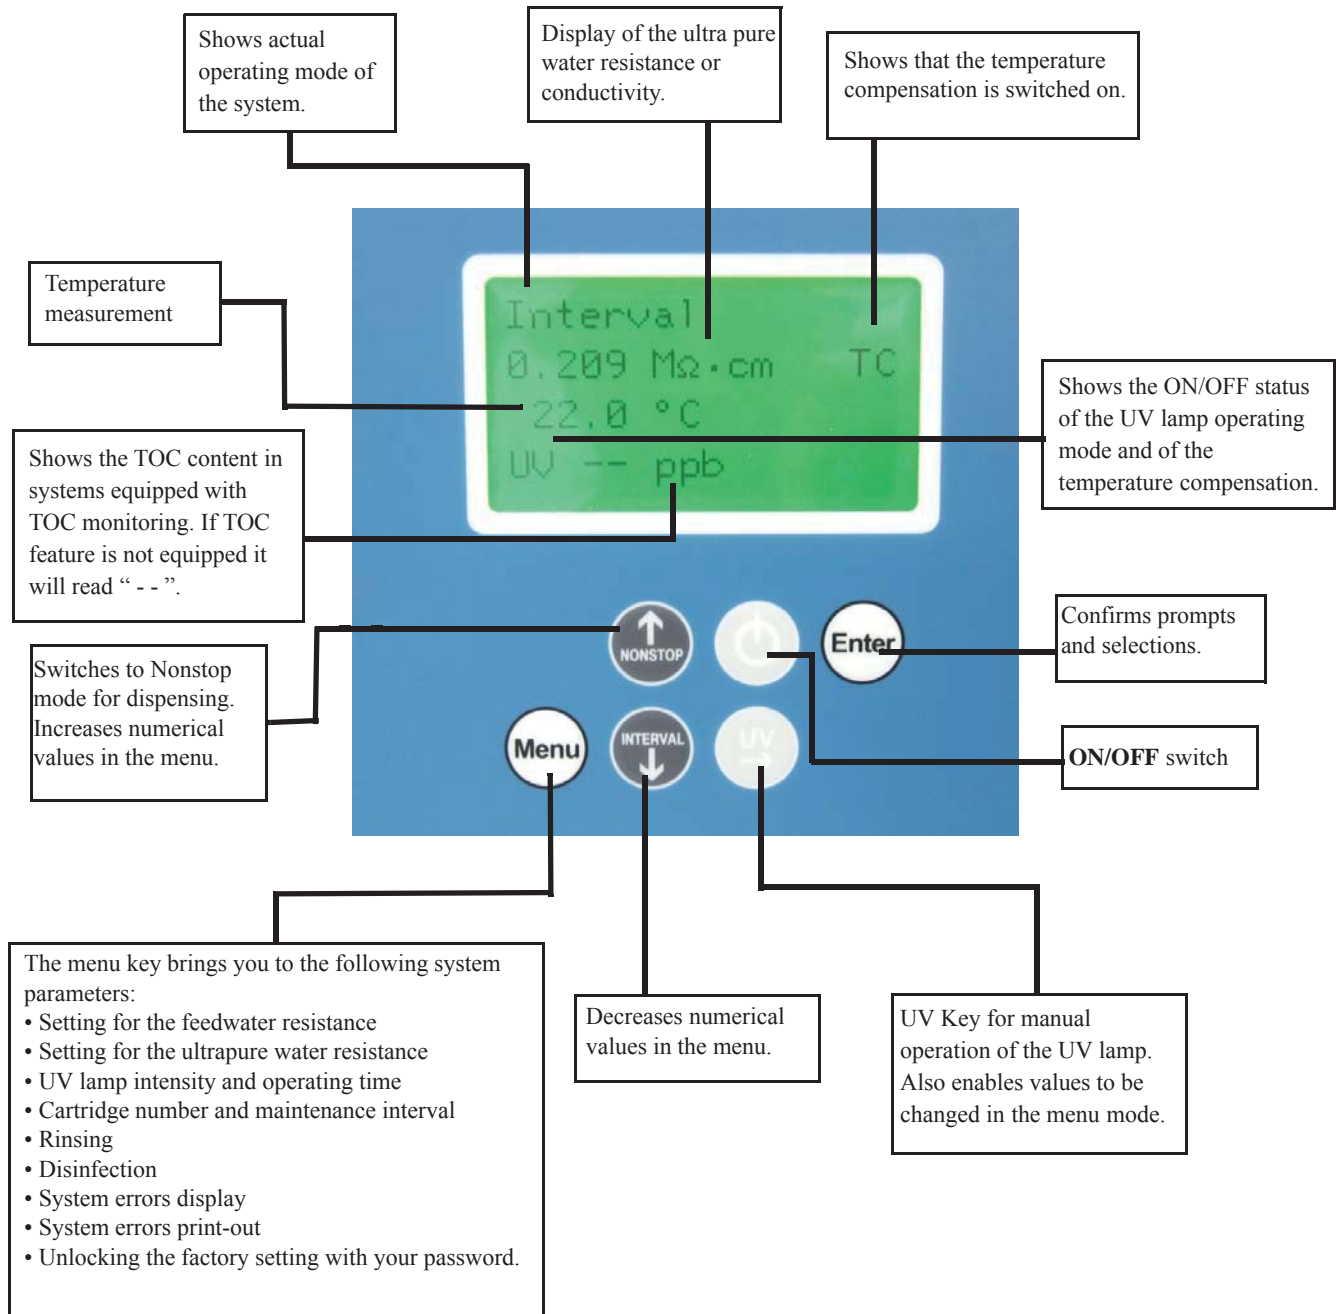 Shows actual
operating mode of
the system.
Display of the ultra pure
water resistance or
conductivity.
Shows that the temperature
compensation is switched on.
Temperature
measurement
Interval
0.209 MΩ·cm TC
22.0 °C
UV -- ppb
Shows the ON/OFF status
of the UV lamp operating
mode and of the
temperature compensation.
Shows the TOC content in
systems equipped with
TOC monitoring. If TOC
feature is not equipped it
will read “ - - ”.
Switches to Nonstop
mode for dispensing.
Increases numerical
values in the menu.
NONSTOP
Enter
Confirms prompts
and selections.
Menu
INTERVAL
UV
ON/OFF switch
The menu key brings you to the following system
parameters:
• Setting for the feedwater resistance
• Setting for the ultrapure water resistance
• UV lamp intensity and operating time
• Cartridge number and maintenance interval
• Rinsing
• Disinfection
• System errors display
• System errors print-out
• Unlocking the factory setting with your password.
Decreases numerical
values in the menu.
UV Key for manual
operation of the UV lamp.
Also enables values to be
changed in the menu mode.